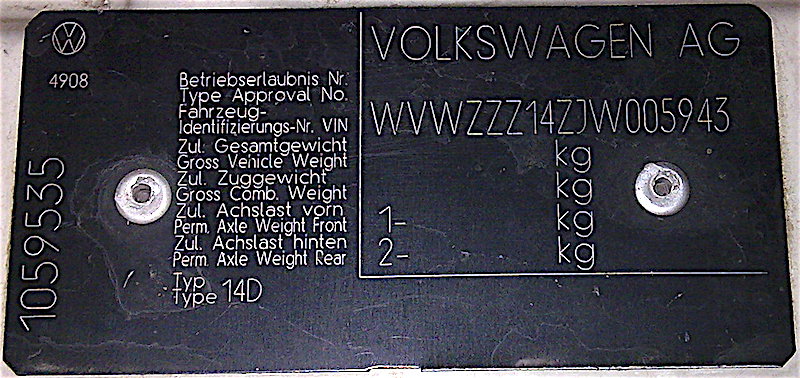 VOLKSWAGEN AG
4908
Betriebserlaubnis Nr.
Type Approval No.
Fahrzeug-
Identifizierungs-Nr. VIN
WVWZZZ14ZJW005943
Zul. Gesamtgewicht
Gross Vehicle Weight
kg
Zul. Zuggewicht
Gross Comb. Weight
kg
Zul. Achslast vorn
Perm. Axle Weight Front
1- kg
Zul. Achslast hinten
Perm. Axle Weight Rear
2- kg
Typ
Type 14D
1059535